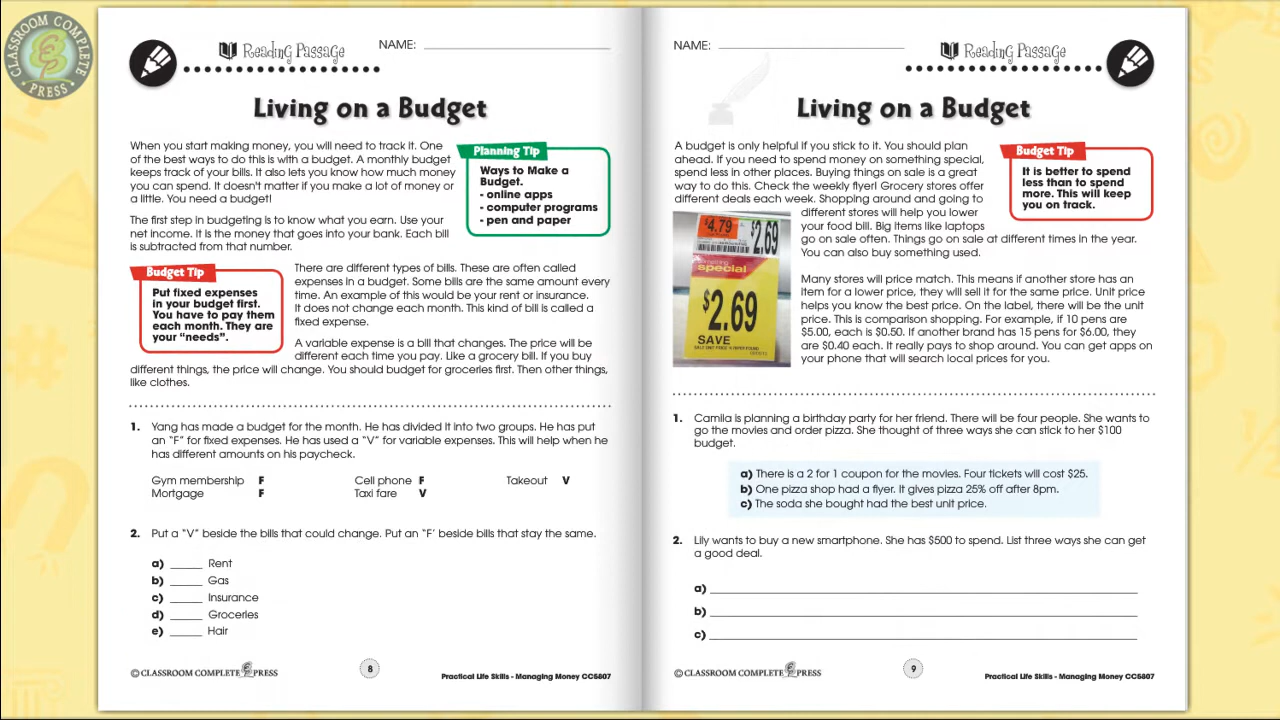 CLASSROOM COMPLETE
PRESS
Reading Passage
NAME:
Living on a Budget
When you start making money, you will need to track it. One
of the best ways to do this is with a budget. A monthly budget
keeps track of your bills. It also lets you know how much money
you can spend. It doesn't matter if you make a lot of money or
a little. You need a budget!
Planning Tip
Ways to Make a
Budget.
- online apps
- computer programs
- pen and paper
The first step in budgeting is to know what you earn. Use your
net income. It is the money that goes into your bank. Each bill
is subtracted from that number.
Budget Tip
Put fixed expenses
in your budget first.
You have to pay them
each month. They are
your “needs”.
There are different types of bills. These are often called
expenses in a budget. Some bills are the same amount every
time. An example of this would be your rent or insurance.
It does not change each month. This kind of bill is called a
fixed expense.
A variable expense is a bill that changes. The price will be
different each time you pay. Like a grocery bill. If you buy
different things, the price will change. You should budget for groceries first. Then other things,
like clothes.
1. Yang has made a budget for the month. He has divided it into two groups. He has put
an “F” for fixed expenses. He has used a “V” for variable expenses. This will help when he
has different amounts on his paycheck.
Gym membership F Cell phone F Takeout V
Mortgage F Taxi fare V
2. Put a “V” beside the bills that could change. Put an “F’ beside bills that stay the same.
a) _____ Rent
b) _____ Gas
c) _____ Insurance
d) _____ Groceries
e) _____ Hair
© CLASSROOM COMPLETE PRESS
8
Practical Life Skills - Managing Money CC5807
NAME:
Reading Passage
Living on a Budget
A budget is only helpful if you stick to it. You should plan
ahead. If you need to spend money on something special,
spend less in other places. Buying things on sale is a great
way to do this. Check the weekly flyer! Grocery stores offer
different deals each week. Shopping around and going to
different stores will help you lower
your food bill. Big items like laptops
go on sale often. Things go on sale at different times in the year.
You can also buy something used.
Budget Tip
It is better to spend
less than to spend
more. This will keep
you on track.
$4.79
$2.69
something
special
$2.69
SAVE
Many stores will price match. This means if another store has an
item for a lower price, they will sell it for the same price. Unit price
helps you know the best price. On the label, there will be the unit
price. This is comparison shopping. For example, if 10 pens are
$5.00, each is $0.50. If another brand has 15 pens for $6.00, they
are $0.40 each. It really pays to shop around. You can get apps on
your phone that will search local prices for you.
1. Camila is planning a birthday party for her friend. There will be four people. She wants to
go the movies and order pizza. She thought of three ways she can stick to her $100
budget.
a) There is a 2 for 1 coupon for the movies. Four tickets will cost $25.
b) One pizza shop had a flyer. It gives pizza 25% off after 8pm.
c) The soda she bought had the best unit price.
2. Lily wants to buy a new smartphone. She has $500 to spend. List three ways she can get
a good deal.
a)
b)
c)
© CLASSROOM COMPLETE PRESS
9
Practical Life Skills - Managing Money CC5807